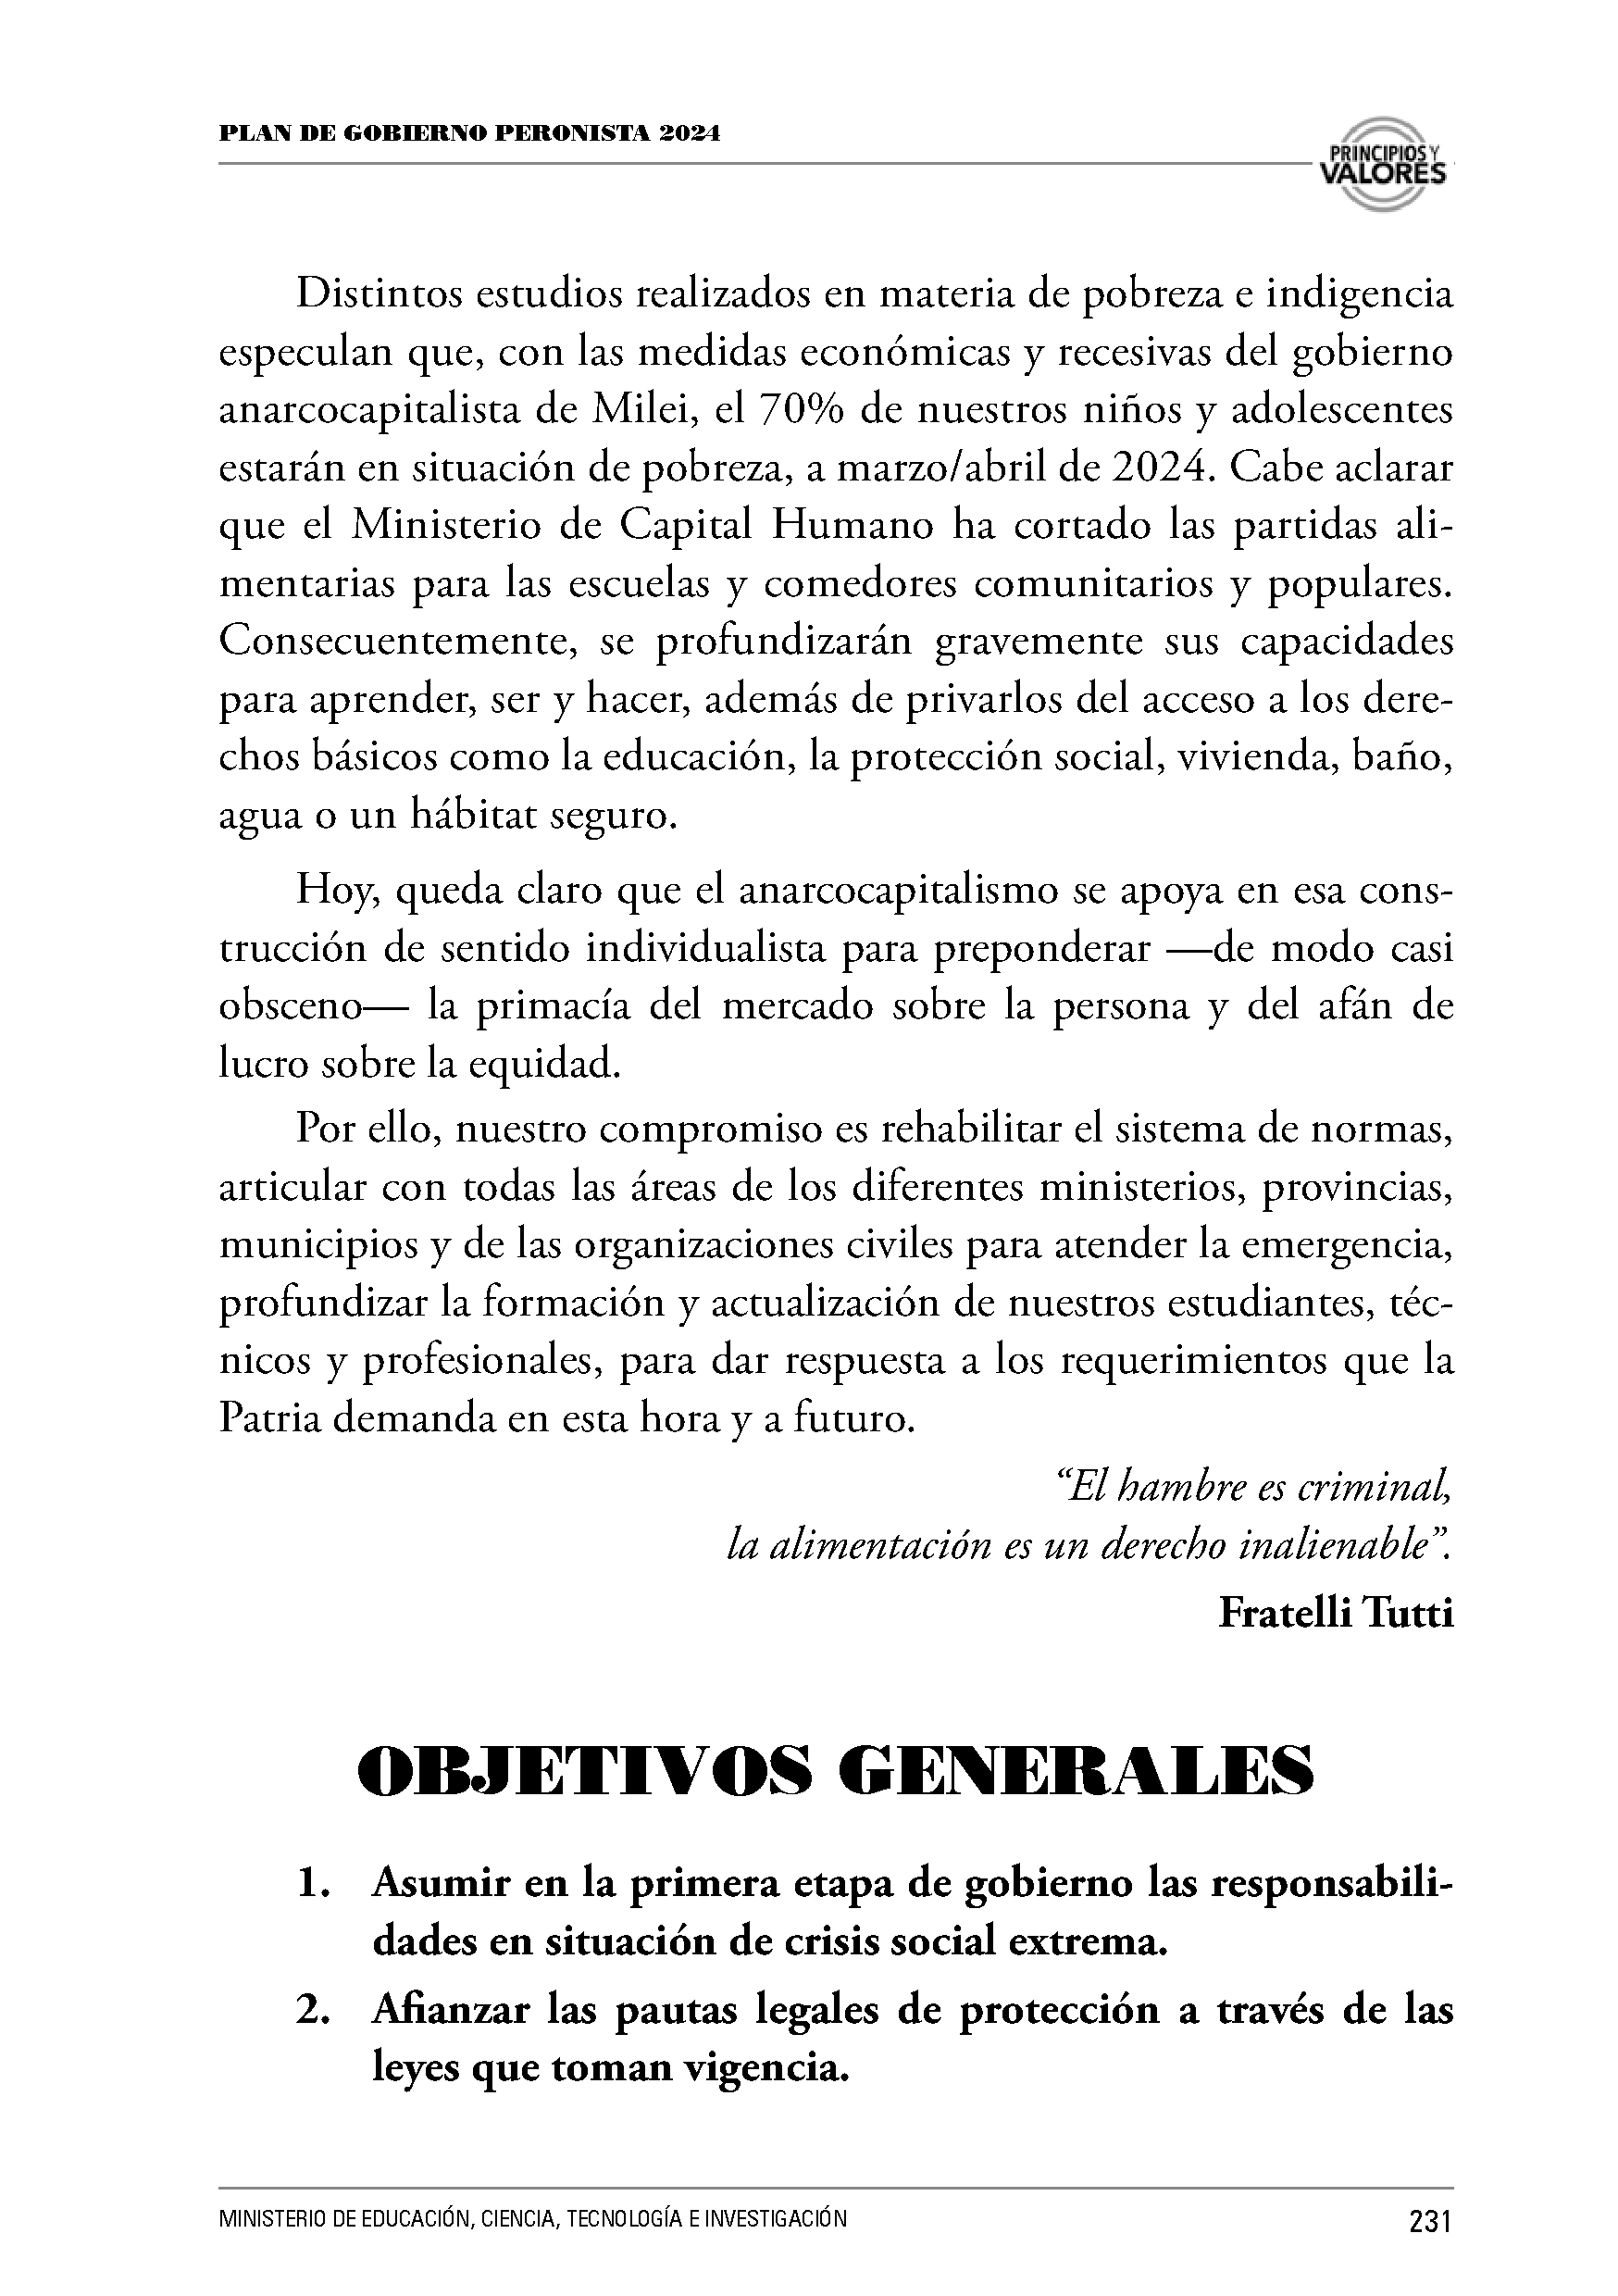 PLAN DE GOBIERNO PERONISTA 2024
PRINCIPIOS Y
VALORES
Distintos estudios realizados en materia de pobreza e indigencia
especulan que, con las medidas económicas y recesivas del gobierno
anarcocapitalista de Milei, el 70% de nuestros niños y adolescentes
estarán en situación de pobreza, a marzo/abril de 2024. Cabe aclarar
que el Ministerio de Capital Humano ha cortado las partidas ali-
mentarias para las escuelas y comedores comunitarios y populares.
Consecuentemente, se profundizarán gravemente sus capacidades
para aprender, ser y hacer, además de privarlos del acceso a los dere-
chos básicos como la educación, la protección social, vivienda, baño,
agua o un hábitat seguro.
Hoy, queda claro que el anarcocapitalismo se apoya en esa cons-
trucción de sentido individualista para preponderar —de modo casi
obsceno— la primacía del mercado sobre la persona y del afán de
lucro sobre la equidad.
Por ello, nuestro compromiso es rehabilitar el sistema de normas,
articular con todas las áreas de los diferentes ministerios, provincias,
municipios y de las organizaciones civiles para atender la emergencia,
profundizar la formación y actualización de nuestros estudiantes, téc-
nicos y profesionales, para dar respuesta a los requerimientos que la
Patria demanda en esta hora y a futuro.
“El hambre es criminal,
la alimentación es un derecho inalienable”.
Fratelli Tutti
OBJETIVOS GENERALES
1. Asumir en la primera etapa de gobierno las responsabili-
dades en situación de crisis social extrema.
2. Afianzar las pautas legales de protección a través de las
leyes que toman vigencia.
MINISTERIO DE EDUCACIÓN, CIENCIA, TECNOLOGÍA E INVESTIGACIÓN
231